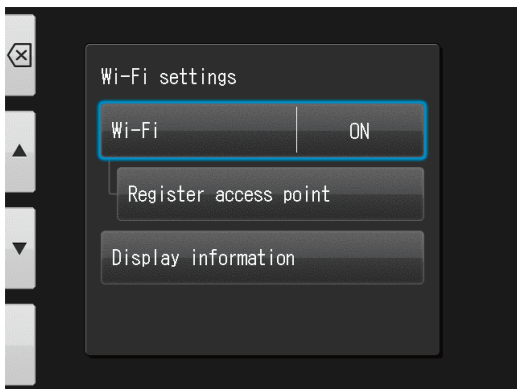 Wi-Fi settings
Wi-Fi ON
Register access point
Display information